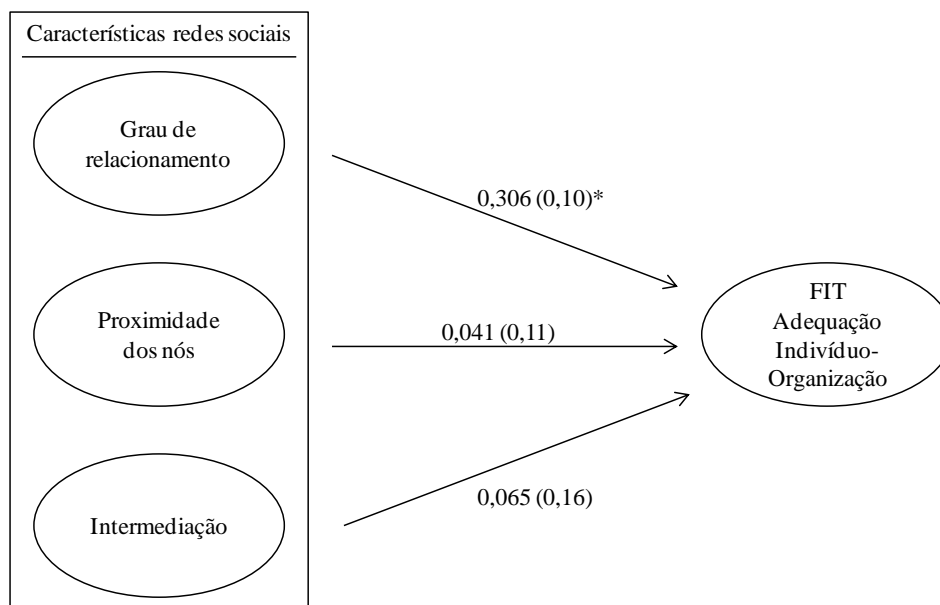 Características redes sociais
Grau de
relacionamento
0,306 (0,10)*
Proximidade
dos nós
0,041 (0,11)
FIT
Adequação
Indivíduo-
Organização
Intermediação
0,065 (0,16)